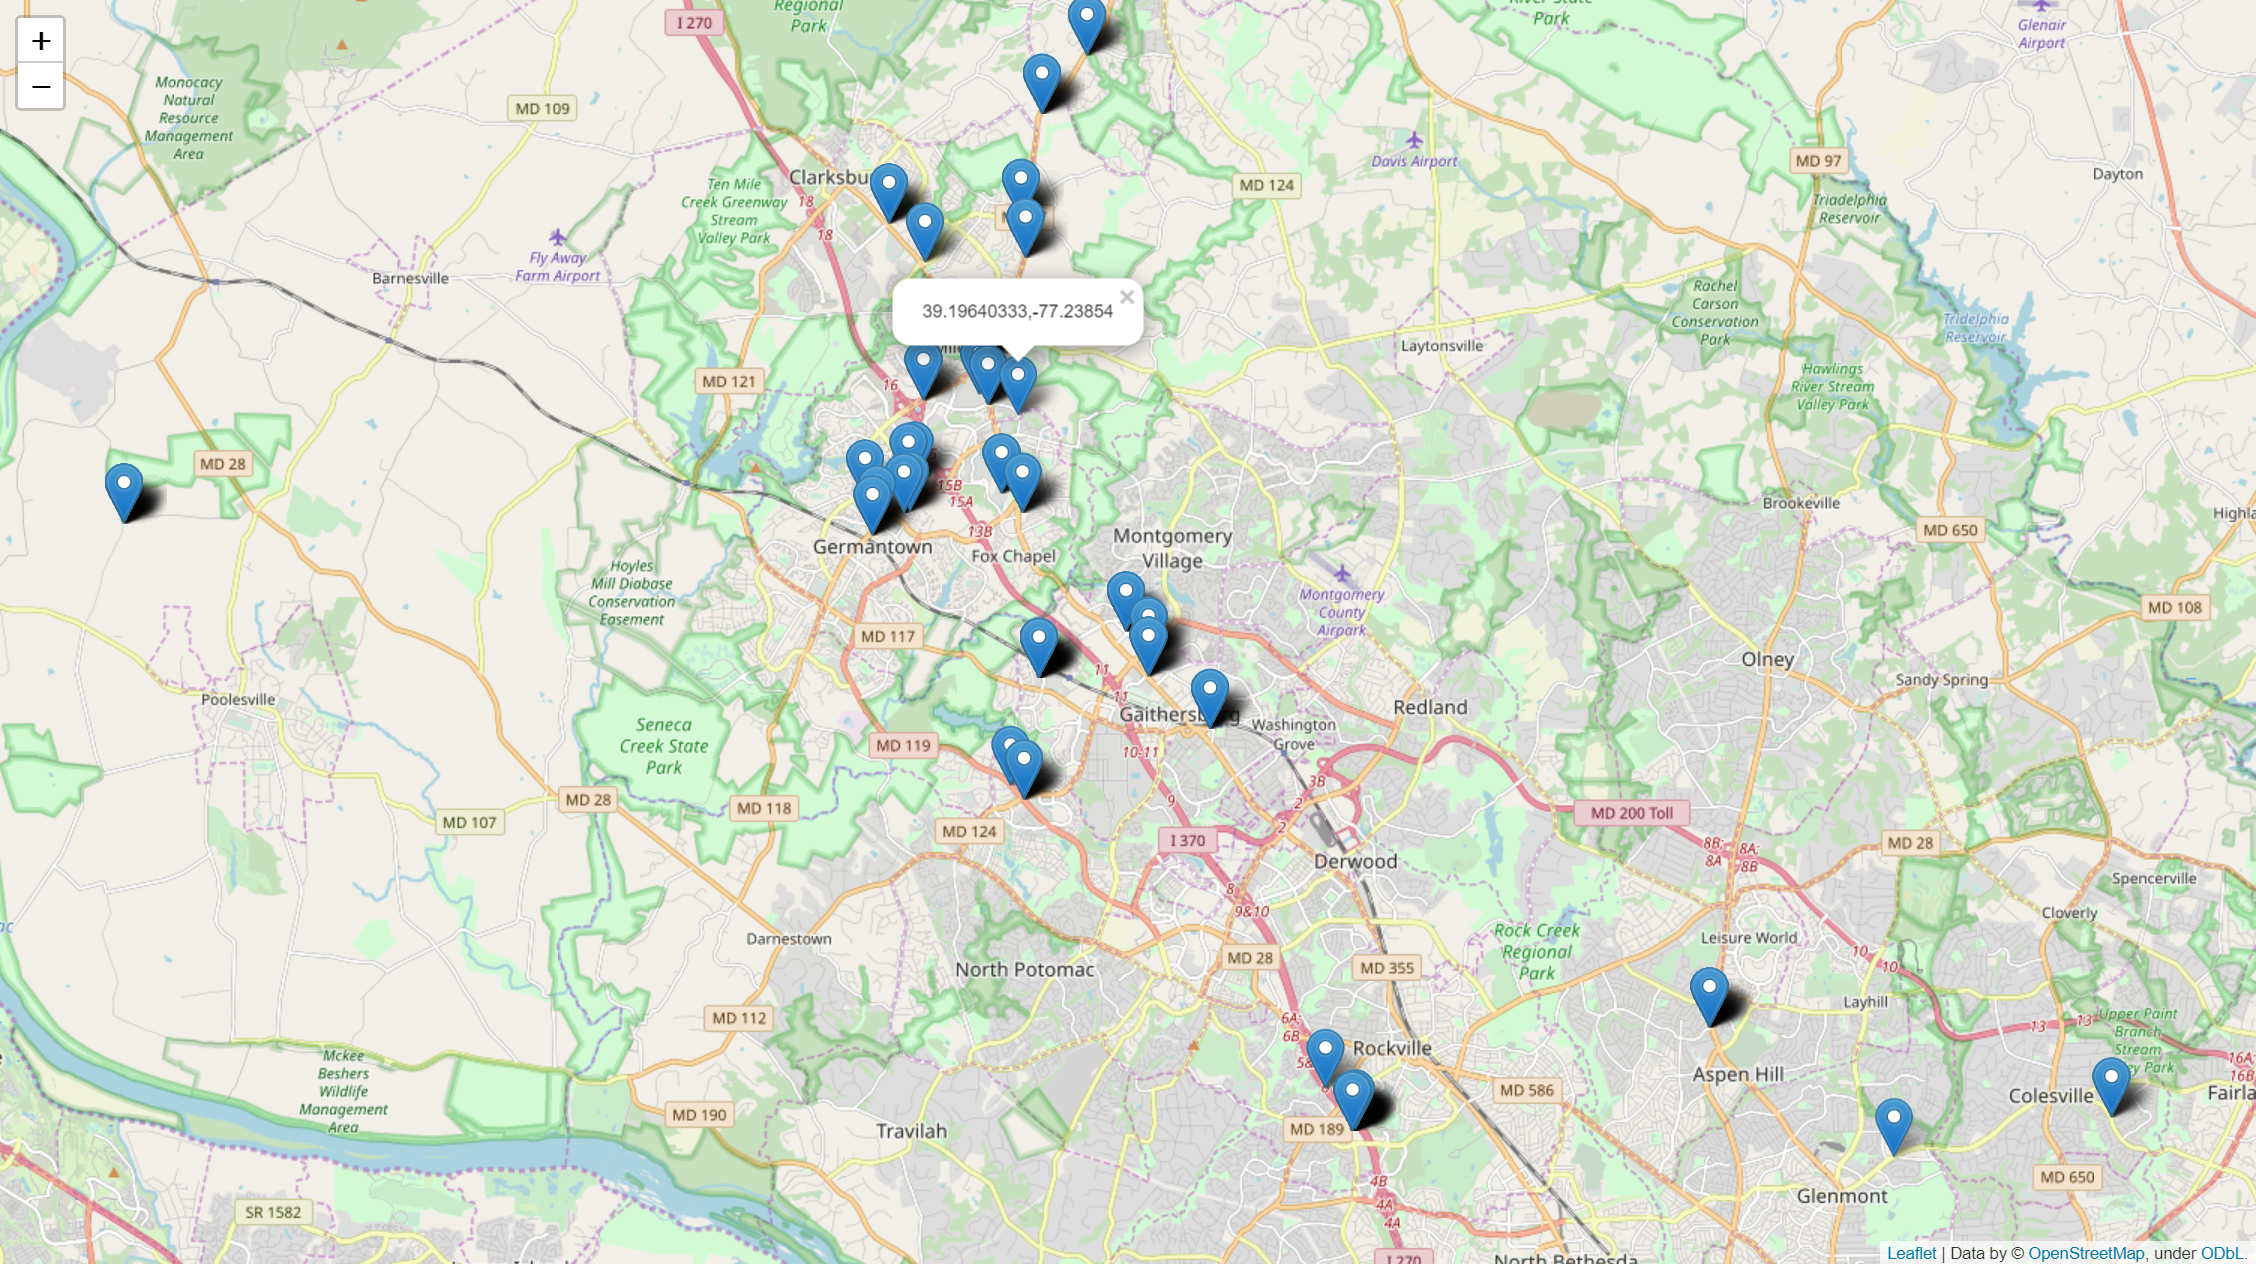 I 270
Regional
Park
River State
Park
Glenair
Airport
+
−
Monocacy
Natural
Resource
Management
Area
MD 109
Davis Airport
MD 97
Dayton
Clarksbu
Ten Mile
Creek Greenway
Stream
Valley Park
18
18
MD 124
Triadelphia
Reservoir
Fly Away
Farm Airport
Barnesville
39.19640333,-77.23854
×
Rachel
Carson
Conservation
Park
Tridelphia
Reservoir
Laytonsville
ville
MD 121
16
Hawlings
River Stream
Valley Park
MD 28
15B
15A
13B
Brookeville
Highla
MD 650
Germantown
Fox Chapel
Montgomery
Village
Hoyles
Mill Diabase
Conservation
Easement
Montgomery
County
Airpark
MD 108
MD 117
11
11
Olney
Sandy Spring
Poolesville
Gaithersburg
Washington
Grove
Redland
Seneca
Creek State
Park
MD 119
10-11
3B
2
2
9
MD 28
MD 118
MD 107
MD 124
I 370
MD 200 Toll
8B;
8A
8A;
8B
MD 28
Derwood
8
9&10
Spencerville
Cloverly
Darnestown
North Potomac
MD 28
MD 355
Rock Creek
Regional
Park
Leisure World
10
10
Layhill
MD 112
6A;
6B
5&
Rockville
13
13
Upper Paint
Branch
Stream
ey Park
16A;
16B
Mckee
Beshers
Wildlife
Management
Area
Aspen Hill
Colesville
Fairla
MD 586
MD 190
MD 189
Travilah
4B
4A
4A
MD 650
Glenmont
SR 1582
I 270
North Bethesda
Leaflet | Data by © OpenStreetMap, under ODbL.